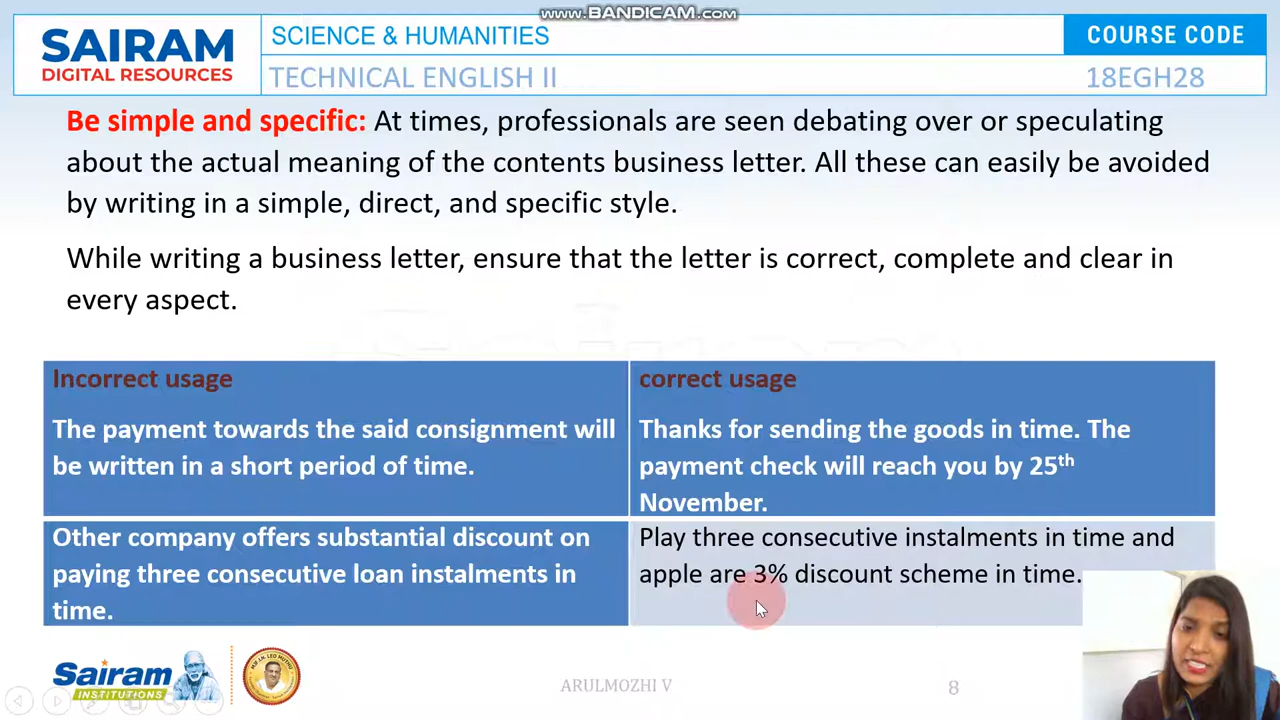 www.BANDICAM.com
SAIRAM
DIGITAL RESOURCES
SCIENCE & HUMANITIES
COURSE CODE
TECHNICAL ENGLISH II
18EGH28
Be simple and specific: At times, professionals are seen debating over or speculating
about the actual meaning of the contents business letter. All these can easily be avoided
by writing in a simple, direct, and specific style.
While writing a business letter, ensure that the letter is correct, complete and clear in
every aspect.
Incorrect usage
The payment towards the said consignment will
be written in a short period of time.
correct usage
Thanks for sending the goods in time. The
payment check will reach you by 25th
November.
Other company offers substantial discount on
paying three consecutive loan instalments in
time.
Play three consecutive instalments in time and
apple are 3% discount scheme in time.
Sairam
INSTITUTIONS
ARULMOZHI V
8